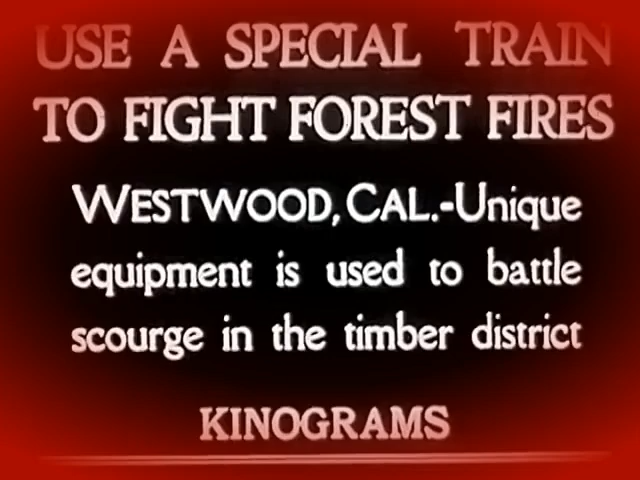 USE A SPECIAL TRAIN
TO FIGHT FOREST FIRES
WESTWOOD, CAL.-Unique
equipment is used to battle
scourge in the timber district
KINOGRAMS